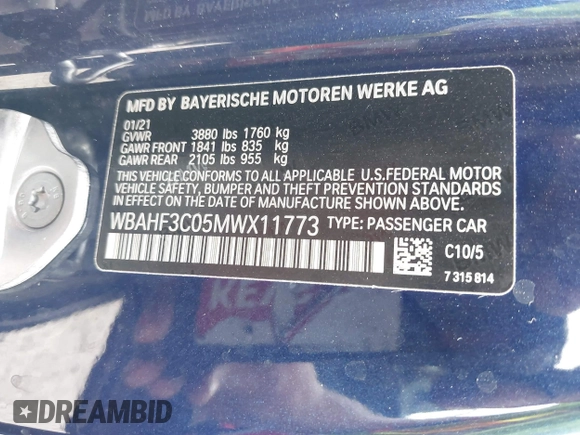 MFD BY BAYERISCHE MOTOREN WERKE AG
01/21
GVWR 3880 lbs 1760 kg
GAWR FRONT 1841 lbs 835 kg
GAWR REAR 2105 lbs 955 kg
THIS VEHICLE CONFORMS TO ALL APPLICABLE U.S.FEDERAL MOTOR
VEHICLE SAFETY, BUMPER AND THEFT PREVENTION STANDARDS
IN EFFECT ON THE DATE OF MANUFACTURE SHOWN ABOVE.
WBAHF3C05MWX11773 TYPE: PASSENGER CAR
C10/5
7 315 814
DREAMBID